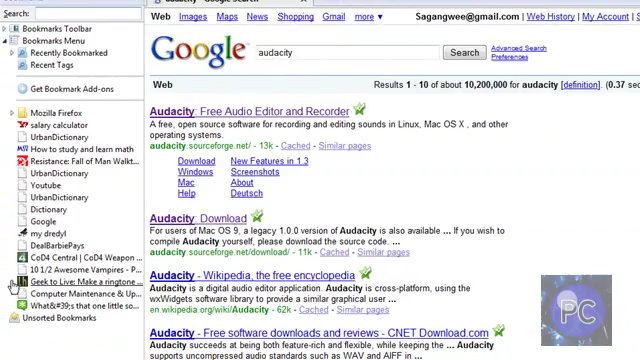 Bookmarks
audacity - Google Search
Search:
Bookmarks Toolbar
Bookmarks Menu
Recently Bookmarked
Recent Tags
Get Bookmark Add-ons
Mozilla Firefox
salary calculator
UrbanDictionary
How to study and learn math
Resistance: Fall of Man Walkt...
UrbanDictionary
Youtube
UrbanDictionary
Dictionary
Google
my dredyl
DealBarbiePays
CoD4 Central | CoD4 Weapon ...
10 1/2 Awesome Vampires - P...
Geek to Live: Make a ringtone ...
Computer Maintenance & Up...
What&#39;s that one little so...
Unsorted Bookmarks
Web Images Maps News Shopping Gmail more ▼
Sagangwee@gmail.com | Web History | My Account |
Google
audacity
Search
Advanced Search
Preferences
Web
Results 1 - 10 of about 10,200,000 for audacity [definition]. (0.37 sec
Audacity: Free Audio Editor and Recorder
A free, open source software for recording and editing sounds in Linux, Mac OS X , and other
operating systems.
audacity.sourceforge.net/ - 13k - Cached - Similar pages
Download New Features in 1.3
Windows Screenshots
Mac About
Help Deutsch
Audacity: Download
For users of Mac OS 9, a legacy 1.0.0 version of Audacity is also available ... If you wish to
compile Audacity yourself, please download the source code. ...
audacity.sourceforge.net/download/ - 11k - Cached - Similar pages
Audacity - Wikipedia, the free encyclopedia
Audacity is a digital audio editor application. Audacity is cross-platform, using the
wxWidgets software library to provide a similar graphical user ...
en.wikipedia.org/wiki/Audacity - 62k - Cached - Similar pages
Audacity - Free software downloads and reviews - CNET Download.com
Audacity succeeds at being both feature-rich and flexible, while keeping the ... Audacity
supports uncompressed audio standards such as WAV and AIFF in ...
PC